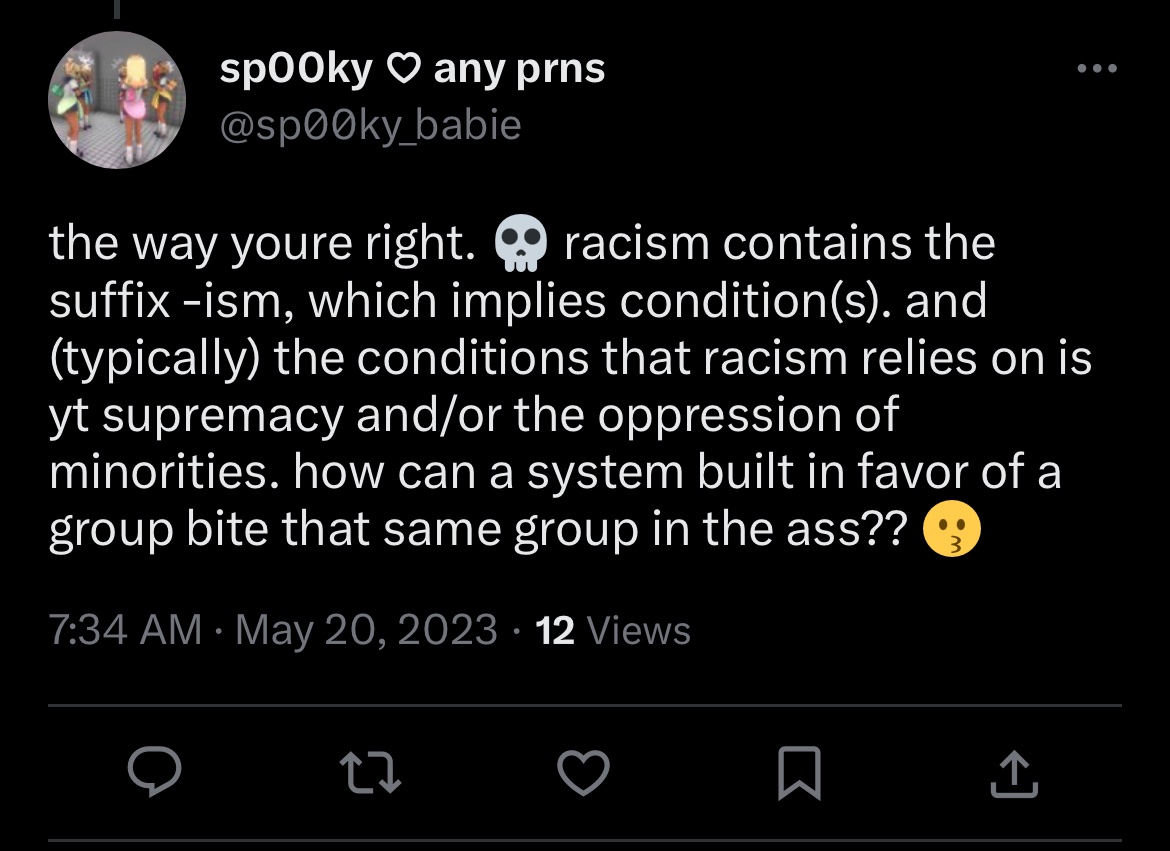 sp00ky ♡ any prns
@sp00ky_babie
the way youre right. 💀 racism contains the
suffix -ism, which implies condition(s). and
(typically) the conditions that racism relies on is
yt supremacy and/or the oppression of
minorities. how can a system built in favor of a
group bite that same group in the ass?? 😗
7:34 AM · May 20, 2023 · 12 Views